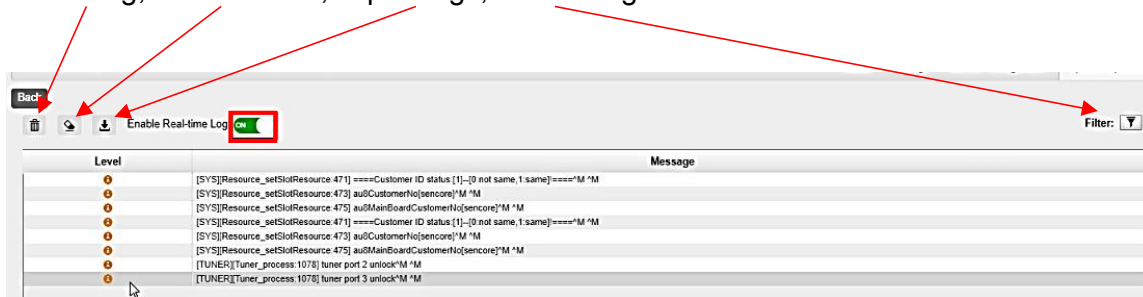 Back
Enable Real-time Log ON Filter:
Level Message
[SYS][Resource_setSlotResource:471] ====Customer ID status:[1]--[0:not same,1:same]!====^M ^M
[SYS][Resource_setSlotResource:473] au8CustomerNo[sencore]^M ^M
[SYS][Resource_setSlotResource:475] au8MainBoardCustomerNo[sencore]^M ^M
[SYS][Resource_setSlotResource:471] ====Customer ID status:[1]--[0:not same,1:same]!====^M ^M
[SYS][Resource_setSlotResource:473] au8CustomerNo[sencore]^M ^M
[SYS][Resource_setSlotResource:475] au8MainBoardCustomerNo[sencore]^M ^M
[TUNER][Tuner_process:1078] tuner port 2 unlock^M ^M
[TUNER][Tuner_process:1078] tuner port 3 unlock^M ^M